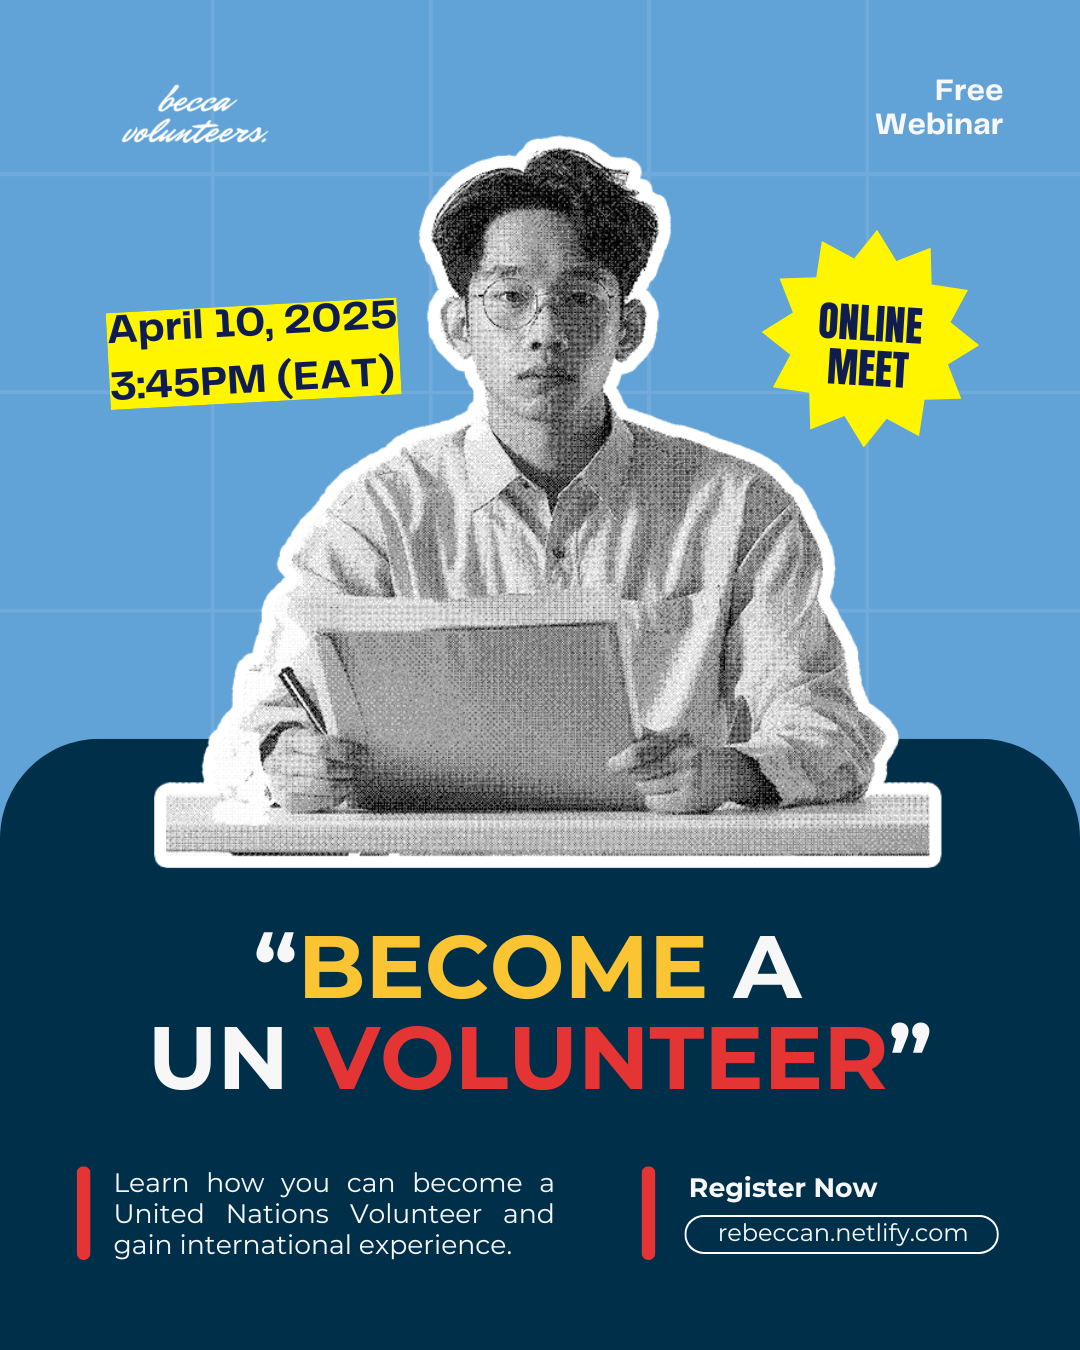 becca
volunteers.
Free
Webinar
April 10, 2025
3:45PM (EAT)
ONLINE
MEET
“BECOME A
UN VOLUNTEER”
Learn how you can become a
United Nations Volunteer and
gain international experience.
Register Now
rebeccan.netlify.com